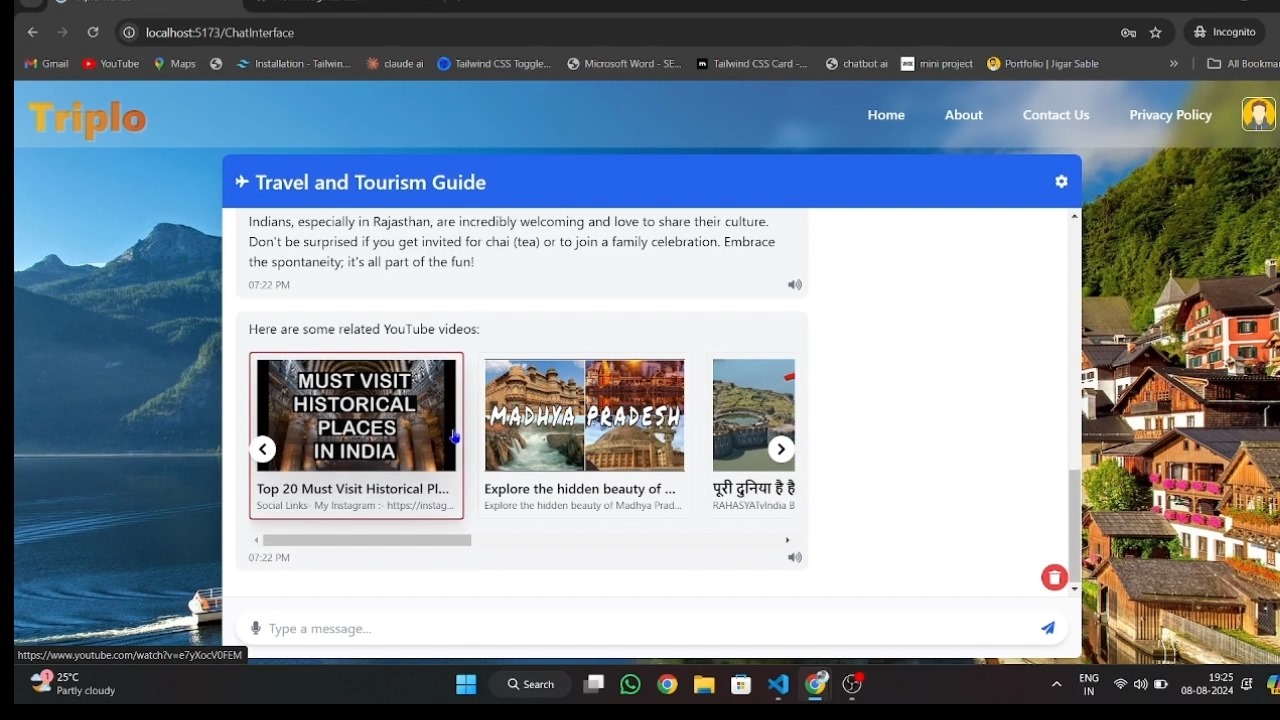 localhost:5173/ChatInterface
Incognito
Gmail
YouTube
Maps
Installation - Tailwin...
claude ai
Tailwind CSS Toggle...
Microsoft Word - SE...
Tailwind CSS Card -...
chatbot ai
mini project
Portfolio | Jigar Sable
»
All Bookmar
Triplo
Home
About
Contact Us
Privacy Policy
Travel and Tourism Guide
Indians, especially in Rajasthan, are incredibly welcoming and love to share their culture.
Don't be surprised if you get invited for chai (tea) or to join a family celebration. Embrace
the spontaneity; it's all part of the fun!
07:22 PM
Here are some related YouTube videos:
MUST VISIT
HISTORICAL
PLACES
IN INDIA
MADHYA PRADESH
Top 20 Must Visit Historical Pl...
Explore the hidden beauty of ...
पूरी दुनिया है है
Social Links- My Instagram :- https://instag...
Explore the hidden beauty of Madhya Prad...
RAHASYATvIndia B
07:22 PM
Type a message...
https://www.youtube.com/watch?v=e7yXocV0FEM
1
25°C
Partly cloudy
Search
ENG
IN
19:25
08-08-2024